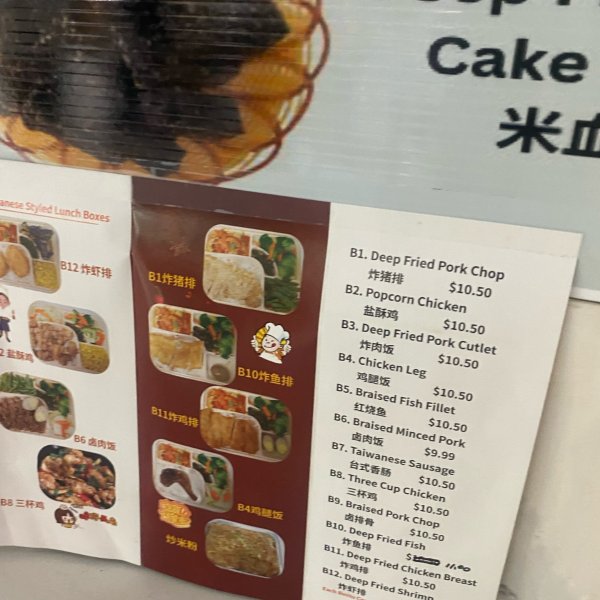 Cake
米血
Styled Lunch Boxes
B12 炸虾排
盐酥鸡
B6 卤肉饭
B8 三杯鸡
B1炸猪排
B10炸鱼排
B11炸鸡排
B4鸡腿饭
炒米粉
B1. Deep Fried Pork Chop
炸猪排 $10.50
B2. Popcorn Chicken
盐酥鸡 $10.50
B3. Deep Fried Pork Cutlet
炸肉饭 $10.50
B4. Chicken Leg
鸡腿饭 $10.50
B5. Braised Fish Fillet
红烧鱼 $10.50
B6. Braised Minced Pork
卤肉饭 $9.99
B7. Taiwanese Sausage
台式香肠 $10.50
B8. Three Cup Chicken
三杯鸡 $10.50
B9. Braised Pork Chop
卤排骨 $10.50
B10. Deep Fried Fish
炸鱼排 $
B11. Deep Fried Chicken Breast
炸鸡排 $10.50
B12. Deep Fried Shrimp
炸虾排